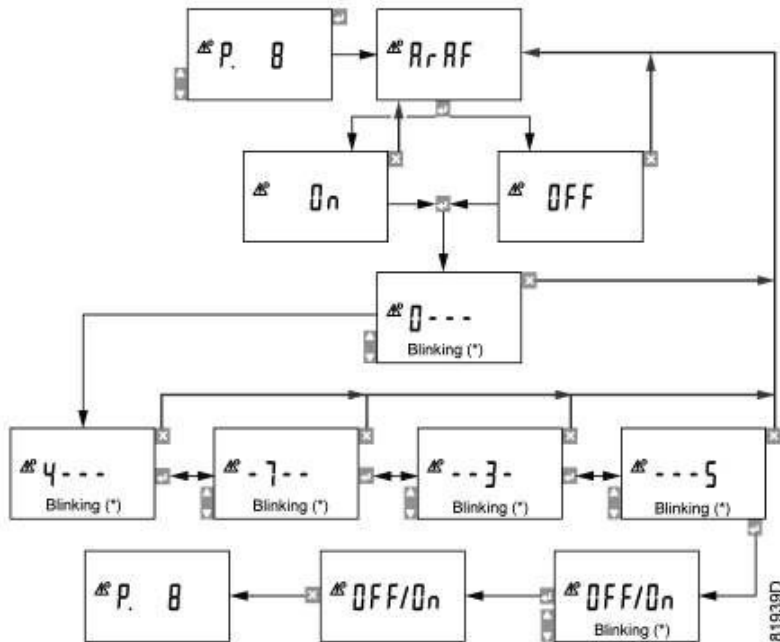 P. 8
ArAF
On
OFF
0---
Blinking (*)
4---
Blinking (*)
-7--
Blinking (*)
--3-
Blinking (*)
---5
Blinking (*)
P. 8
OFF/On
OFF/On
Blinking (*)